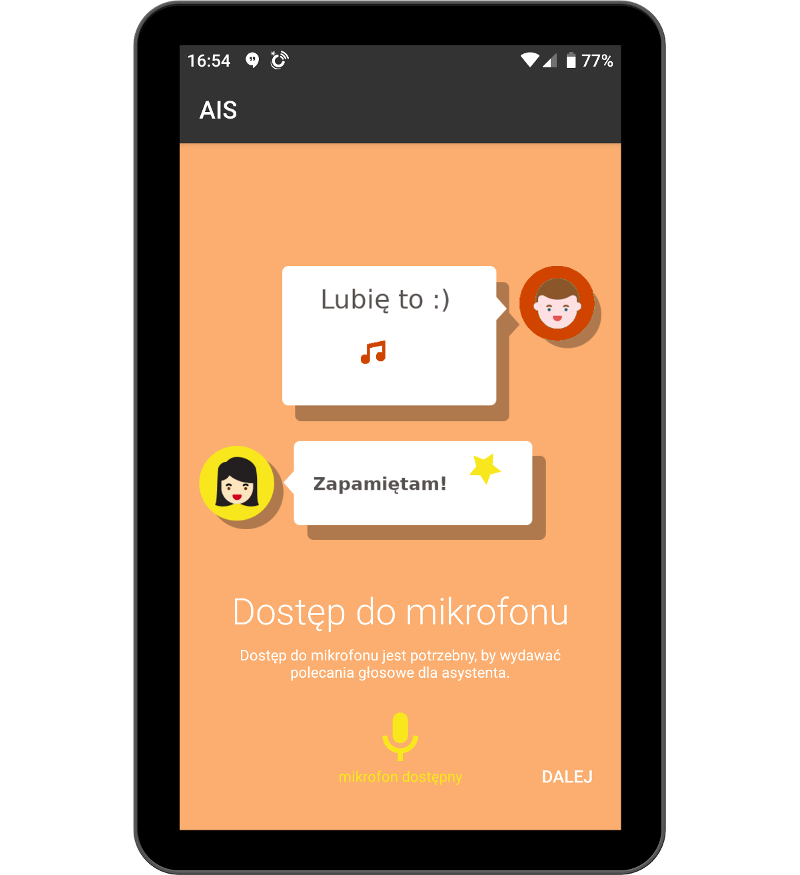 16:54 77%
AIS
Lubię to :)
Zapamiętam!
Dostęp do mikrofonu
Dostęp do mikrofonu jest potrzebny, by wydawać
polecania głosowe dla asystenta.
mikrofon dostępny
DALEJ